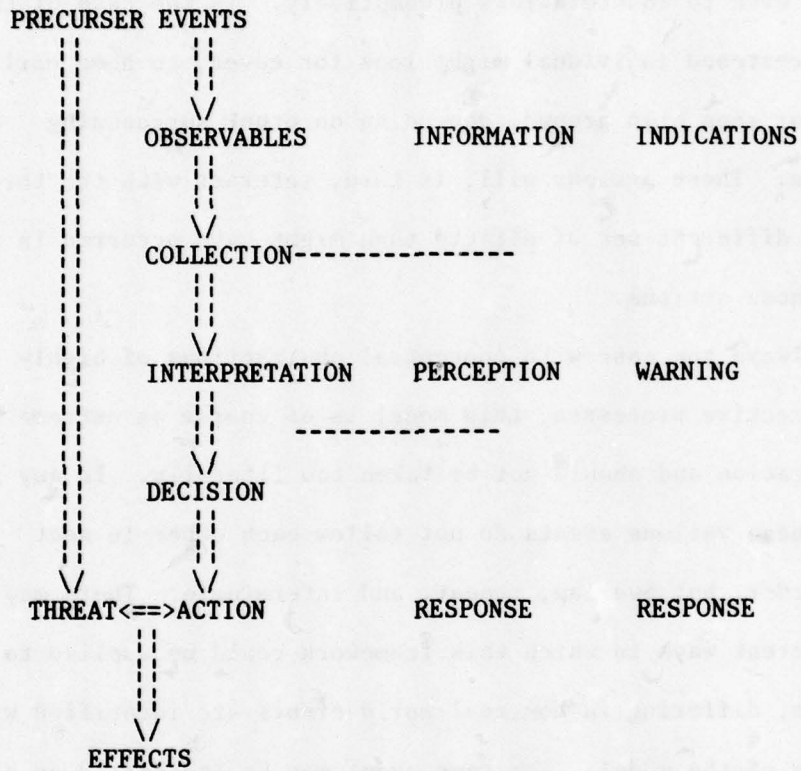 PRECURSER EVENTS
OBSERVABLES INFORMATION INDICATIONS
COLLECTION------------------
INTERPRETATION PERCEPTION WARNING
-----------------
DECISION
THREAT<==>ACTION RESPONSE RESPONSE
EFFECTS